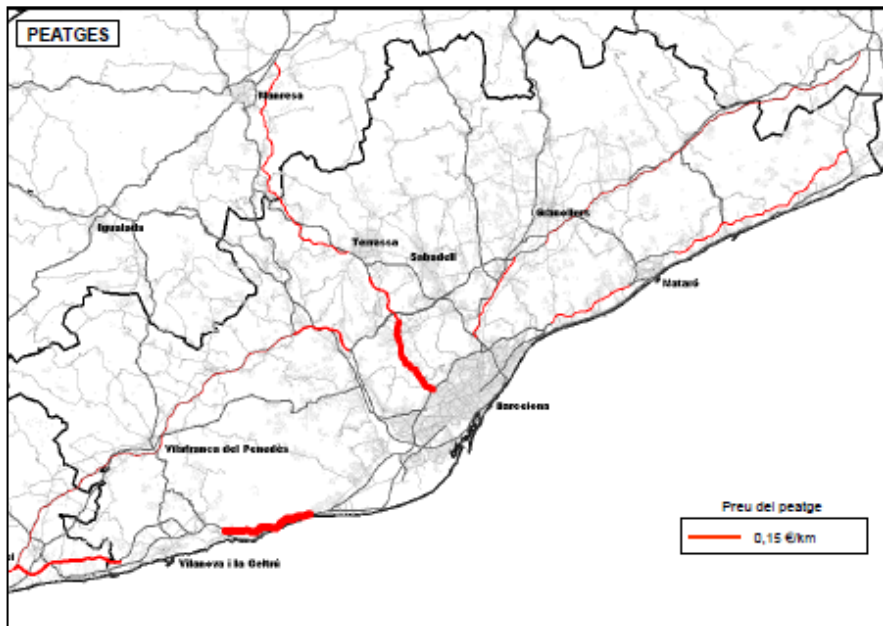 PEATGES
Manresa
Igualada
Terrassa
Sabadell
Granollers
Mataró
Barcelona
Vilafranca del Penedès
Vilanova i la Geltrú
Preu del peatge
0,15 €/km